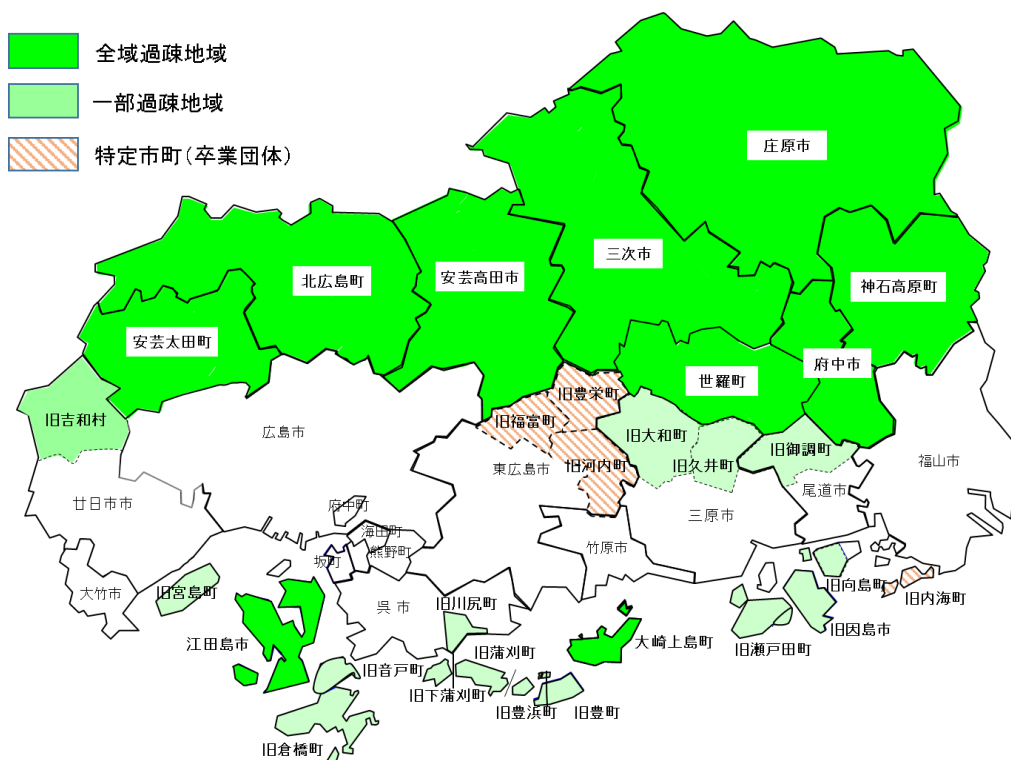 全域過疎地域
一部過疎地域
特定市町(卒業団体)
庄原市
三次市
北広島町
安芸高田市
神石高原町
安芸太田町
府中市
世羅町
旧豊栄町
旧吉和村
旧福富町
広島市
旧大和町
旧御調町
旧久井町
旧河内町
東広島市
福山市
尾道市
廿日市市
府中町
三原市
海田町
熊野町
坂町
竹原市
大竹市
旧宮島町
旧向島町
旧内海町
呉市
旧川尻町
旧因島市
江田島市
大崎上島町
旧瀬戸田町
旧蒲刈町
旧音戸町
旧下蒲刈町
旧豊浜町
旧豊町
旧倉橋町